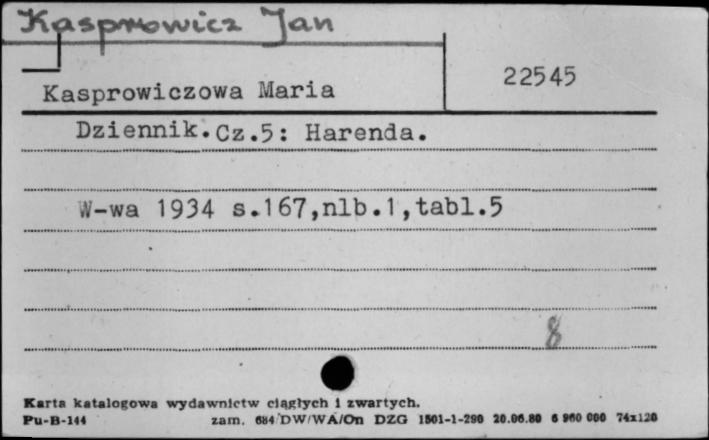 Kasprowicz Jan
22545
Kasprowiczowa Maria
Dziennik. Cz.5: Harenda.
W-wa 1934 s.167,nlb.1,tabl.5
8
Karta katalogowa wydawnictw ciągłych i zwartych.
Pu-B-144 zam. 684/DW/WA/On DZG 1501-1-290 20.06.80 6 960 000 74x120